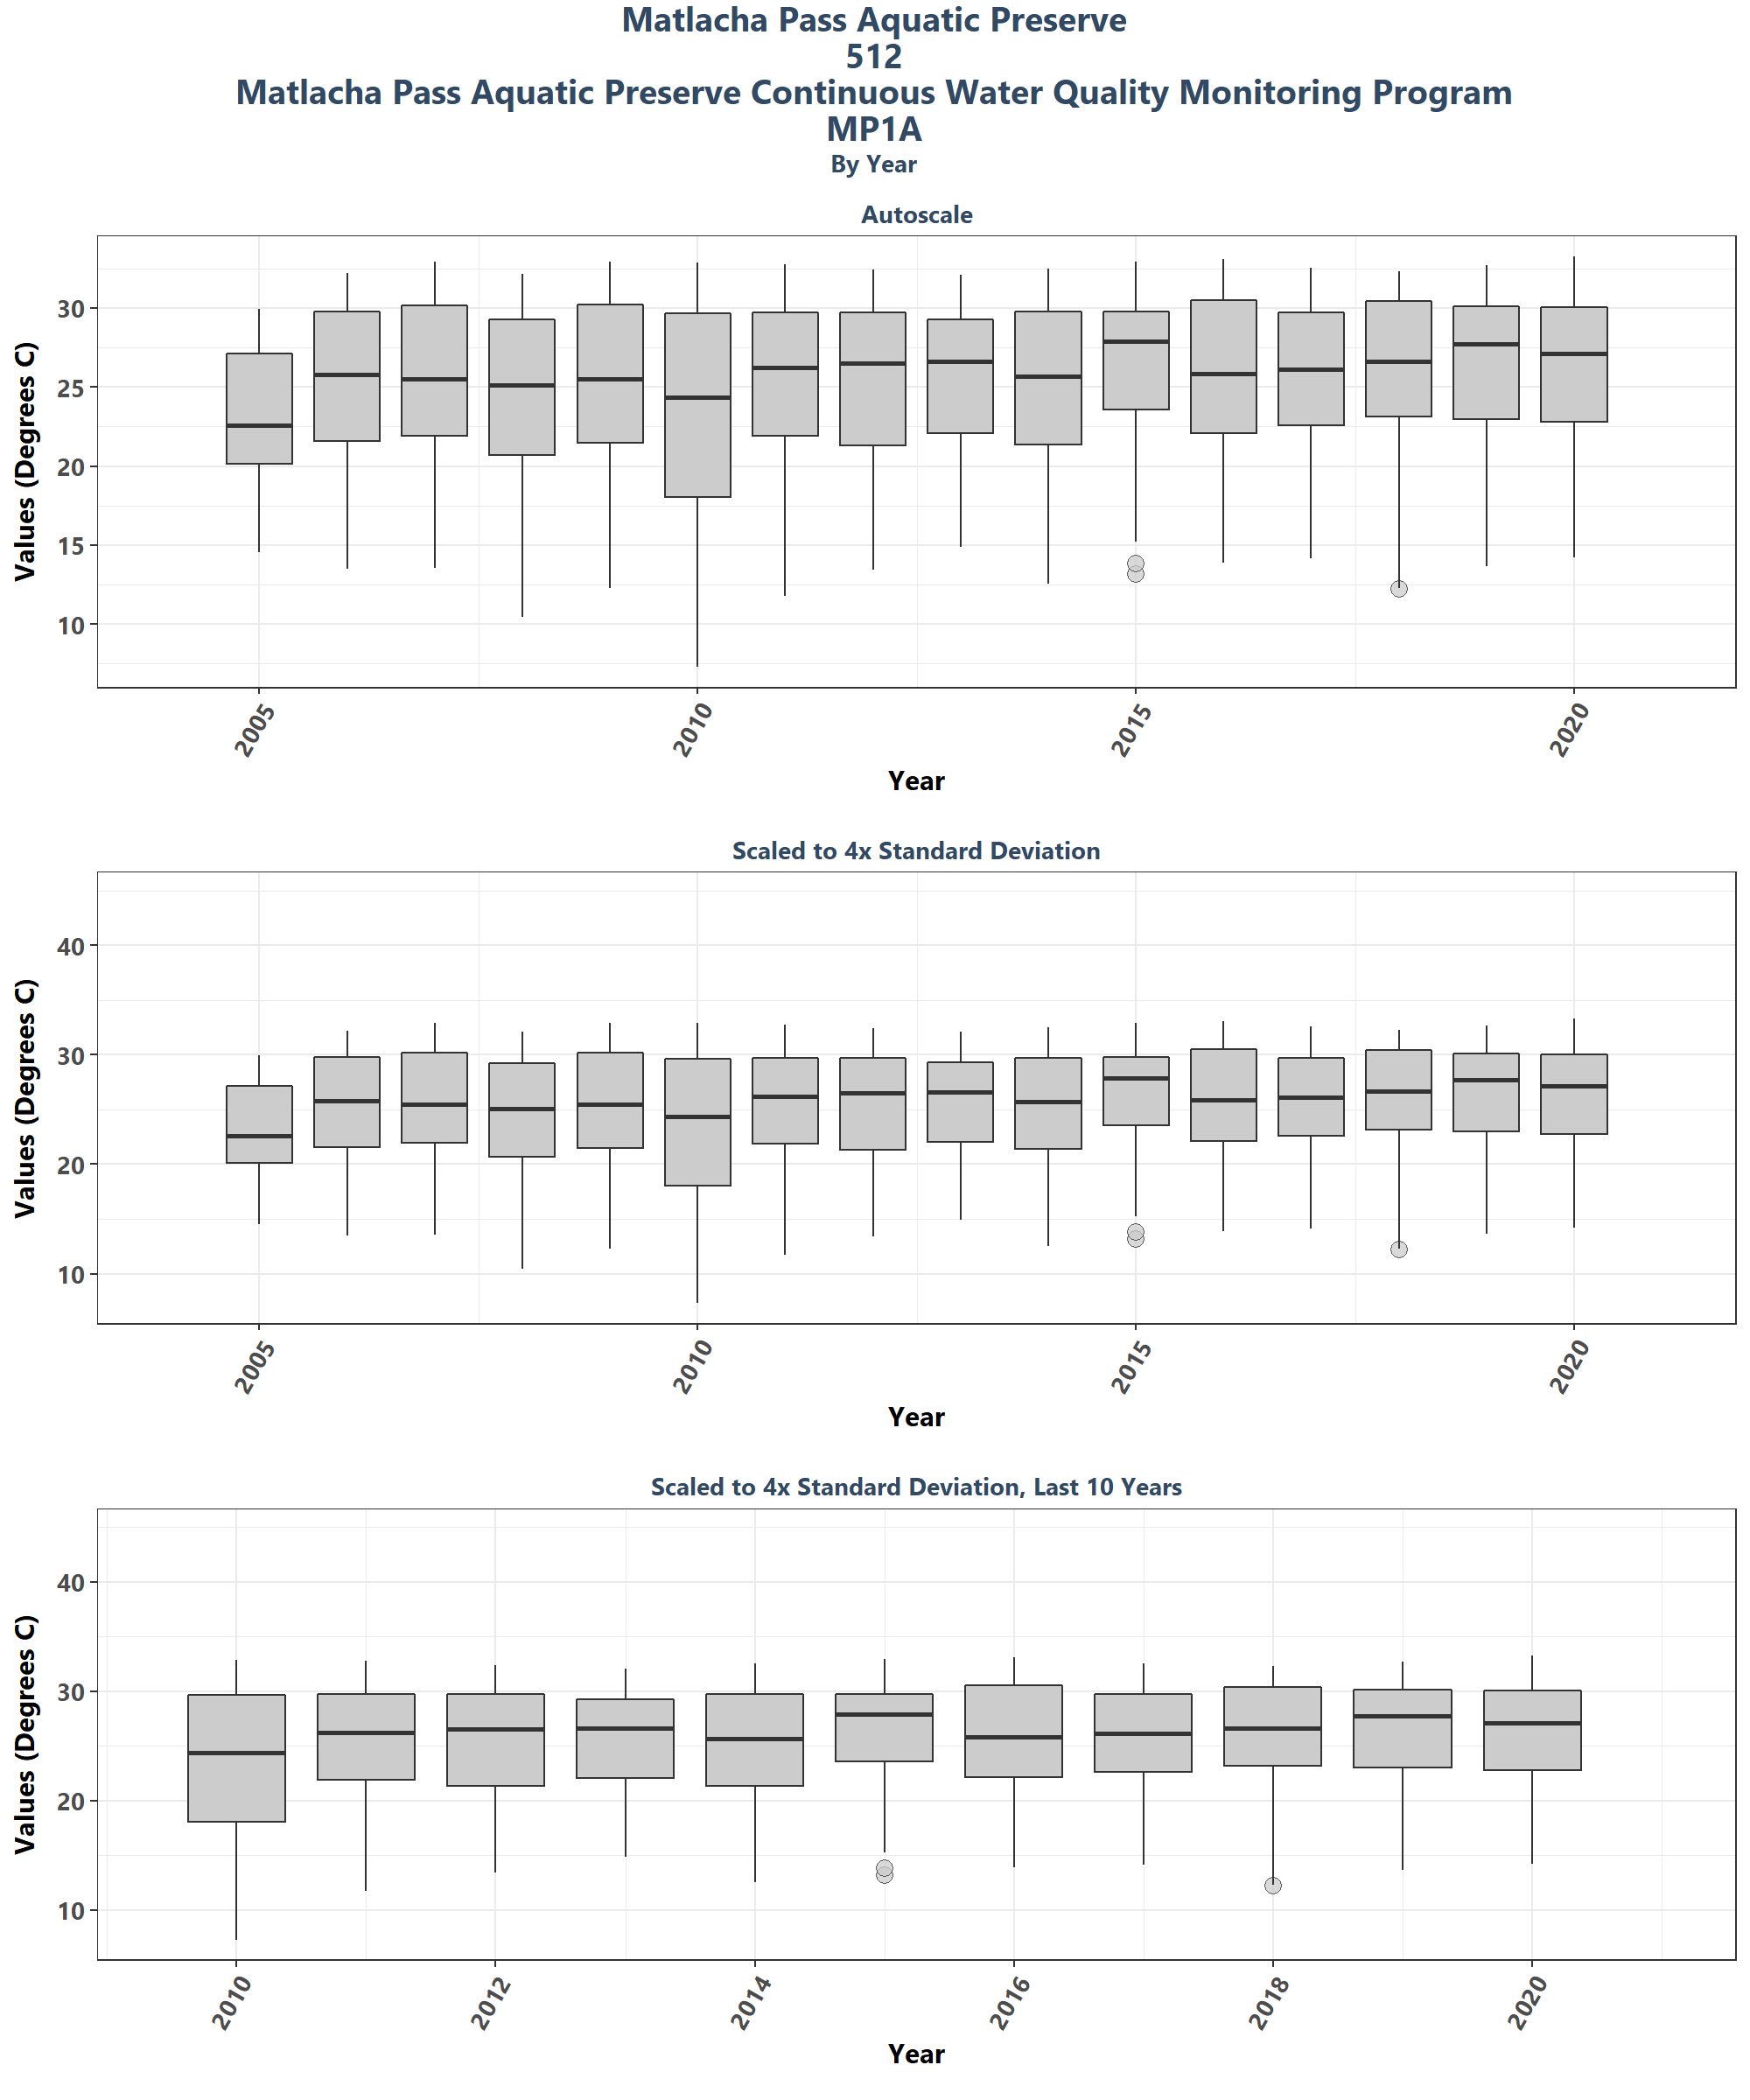 Matlacha Pass Aquatic Preserve
512
Matlacha Pass Aquatic Preserve Continuous Water Quality Monitoring Program
MP1A
By Year
Autoscale
Values (Degrees C)
30
25
20
15
10
2005 2010 2015 2020
Year
Scaled to 4x Standard Deviation
Values (Degrees C)
40
30
20
10
2005 2010 2015 2020
Year
Scaled to 4x Standard Deviation, Last 10 Years
Values (Degrees C)
40
30
20
10
2010 2012 2014 2016 2018 2020
Year